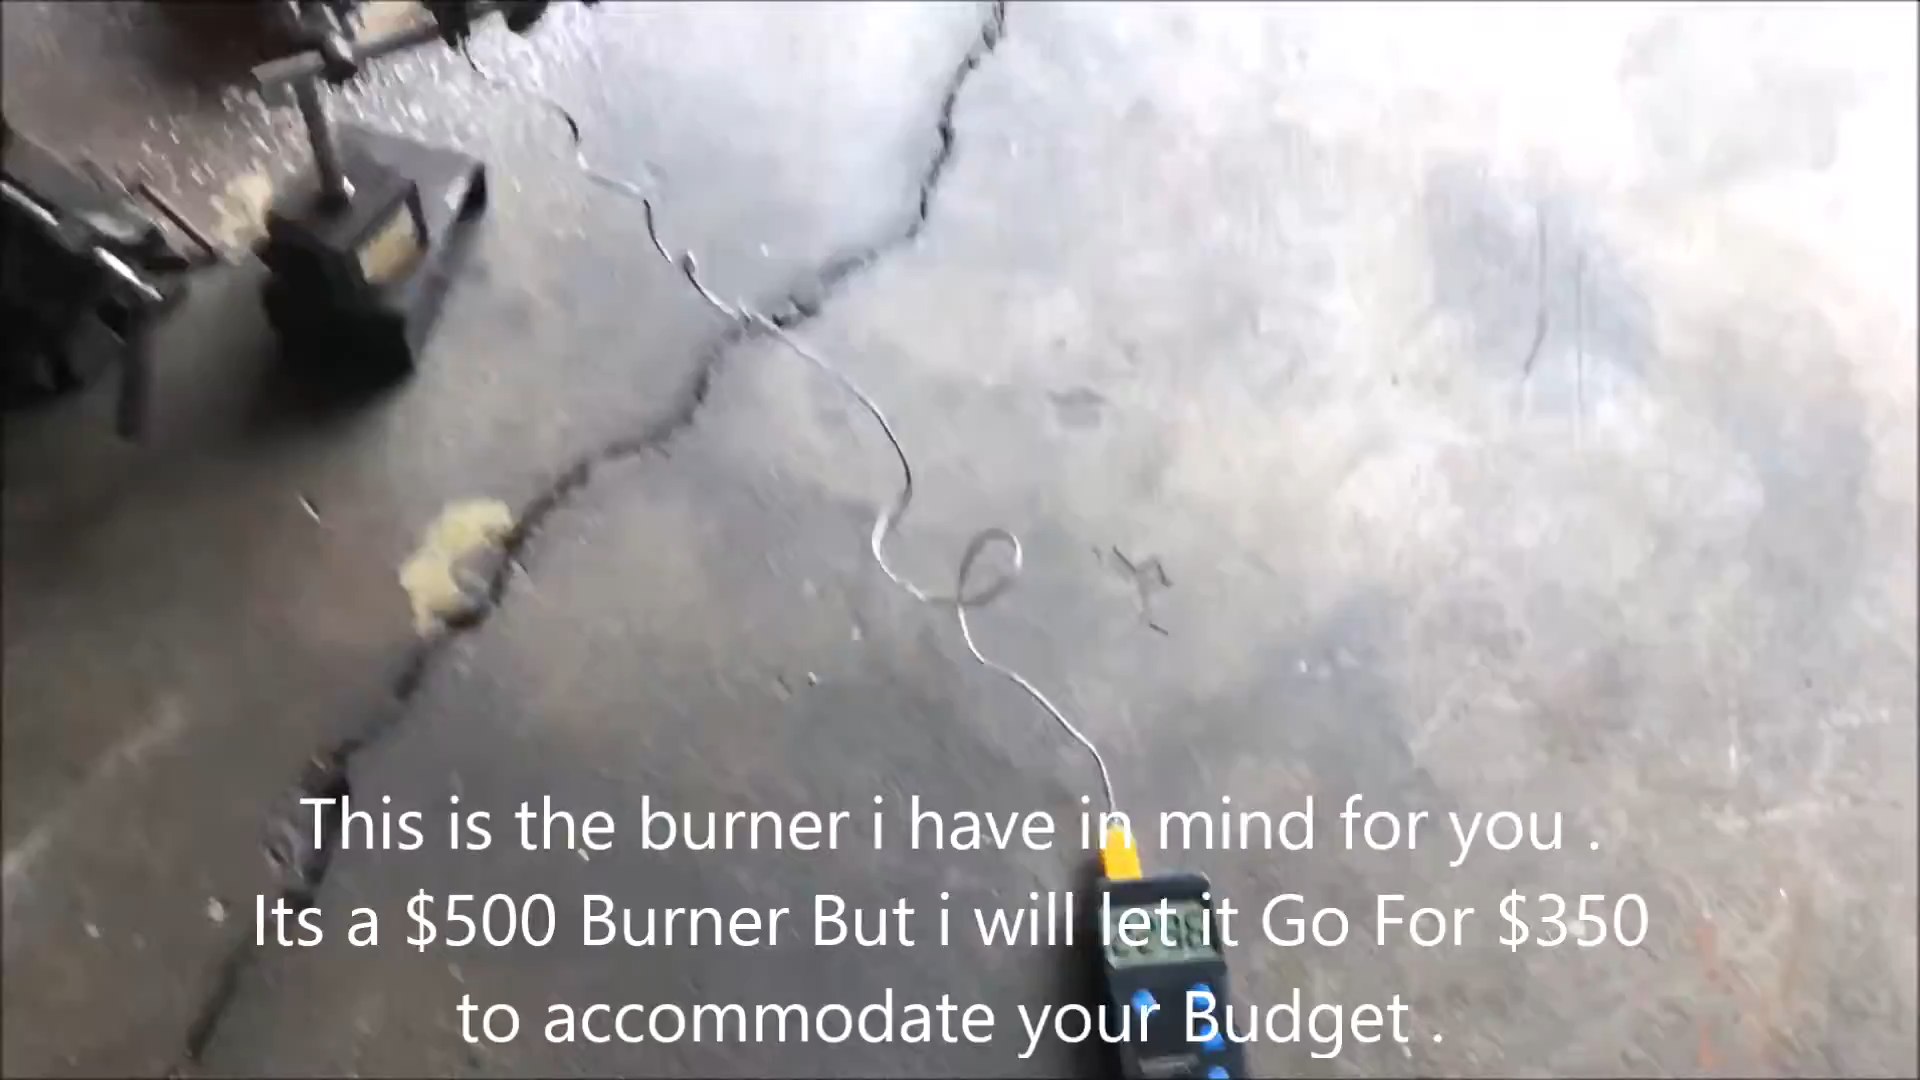 This is the burner i have in mind for you .
Its a $500 Burner But i will let it Go For $350
to accommodate your Budget .